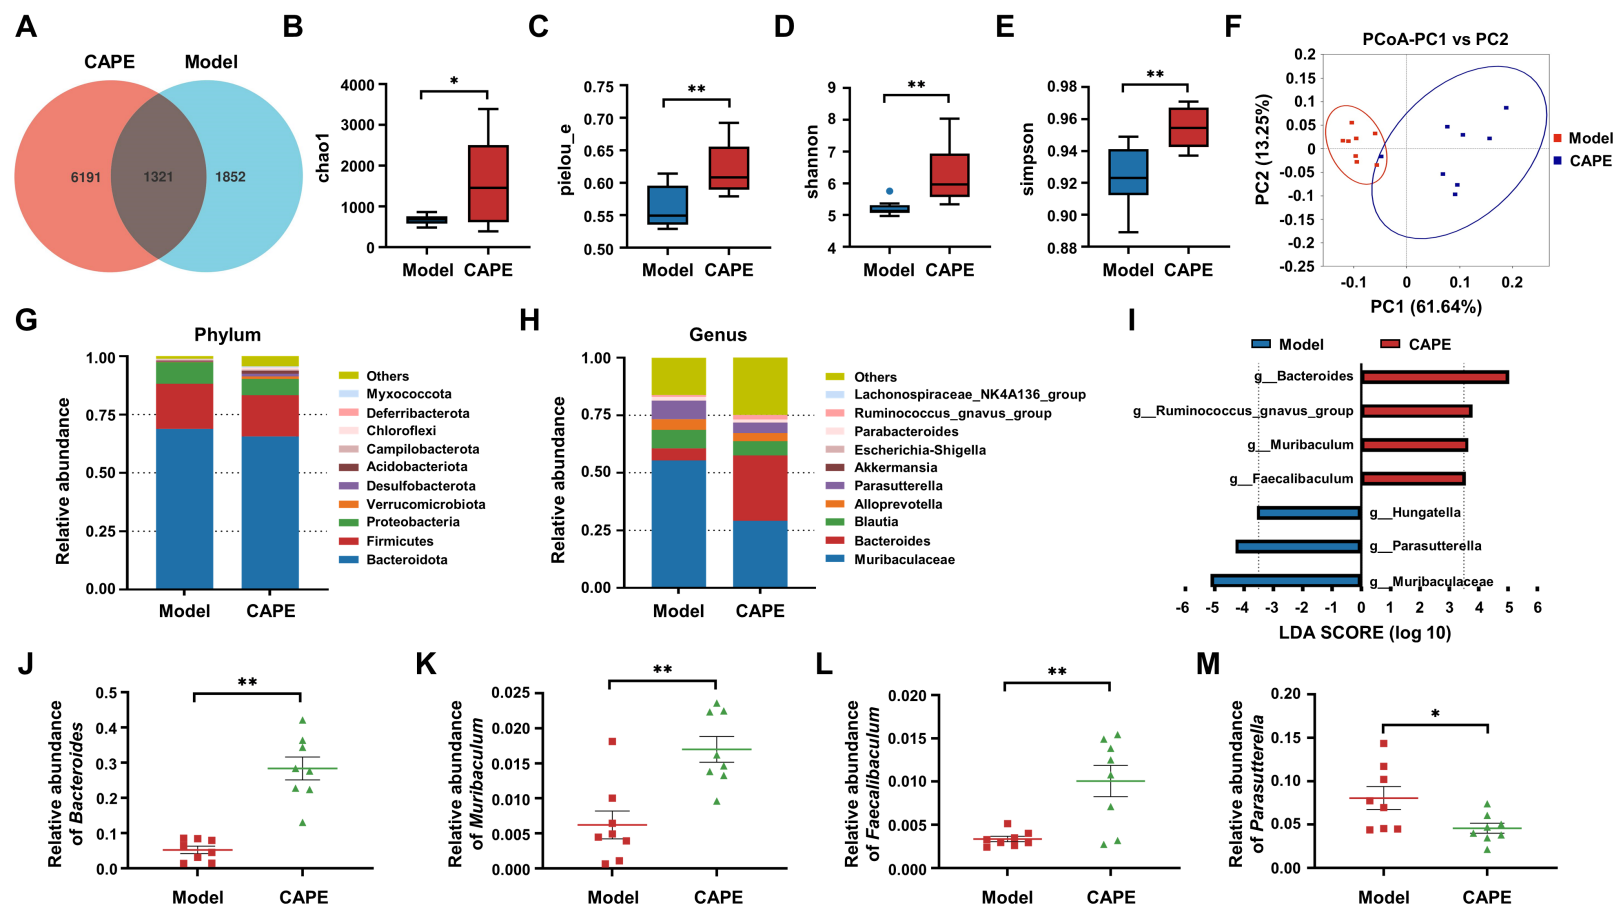 A
CAPE
Model
6191
1321
1852
B
chao1
4000
3000
2000
1000
0
*
Model
CAPE
C
pielou_e
0.75
0.70
0.65
0.60
0.55
0.50
**
Model
CAPE
D
shannon
9
8
7
6
5
4
**
Model
CAPE
E
simpson
0.98
0.96
0.94
0.92
0.90
0.88
**
Model
CAPE
F
PCoA-PC1 vs PC2
PC2 (13.25%)
0.2
0.15
0.1
0.05
0
-0.05
-0.1
-0.15
-0.2
-0.25
-0.1
0
0.1
0.2
PC1 (61.64%)
Model
CAPE
G
Phylum
Relative abundance
1.00
0.75
0.50
0.25
0.00
Model
CAPE
Others
Myxococcota
Deferribacterota
Chloroflexi
Campilobacterota
Acidobacteriota
Desulfobacterota
Verrucomicrobiota
Proteobacteria
Firmicutes
Bacteroidota
H
Genus
Relative abundance
1.00
0.75
0.50
0.25
0.00
Model
CAPE
Others
Lachonospiraceae_NK4A136_group
Ruminococcus_gnavus_group
Parabacteroides
Escherichia-Shigella
Akkermansia
Parasutterella
Alloprevotella
Blautia
Bacteroides
Muribaculaceae
I
Model
CAPE
g__Bacteroides
g__Ruminococcus_gnavus_group
g__Muribaculum
g__Faecalibaculum
g__Hungatella
g__Parasutterella
g__Muribaculaceae
-6 -5 -4 -3 -2 -1 0 1 2 3 4 5 6
LDA SCORE (log 10)
J
Relative abundance
of Bacteroides
0.5
0.4
0.3
0.2
0.1
0.0
**
Model
CAPE
K
Relative abundance
of Muribaculum
0.025
0.020
0.015
0.010
0.005
0.000
**
Model
CAPE
L
Relative abundance
of Faecalibaculum
0.020
0.015
0.010
0.005
0.000
**
Model
CAPE
M
Relative abundance
of Parasutterella
0.20
0.15
0.10
0.05
0.00
*
Model
CAPE